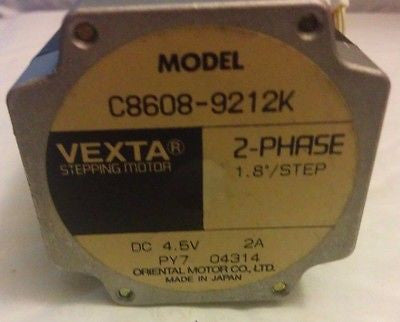 MODEL
C8608-9212K
VEXTA® 2-PHASE
STEPPING MOTOR 1.8°/STEP
DC 4.5V 2A
PY7 04314
ORIENTAL MOTOR CO., LTD.
MADE IN JAPAN